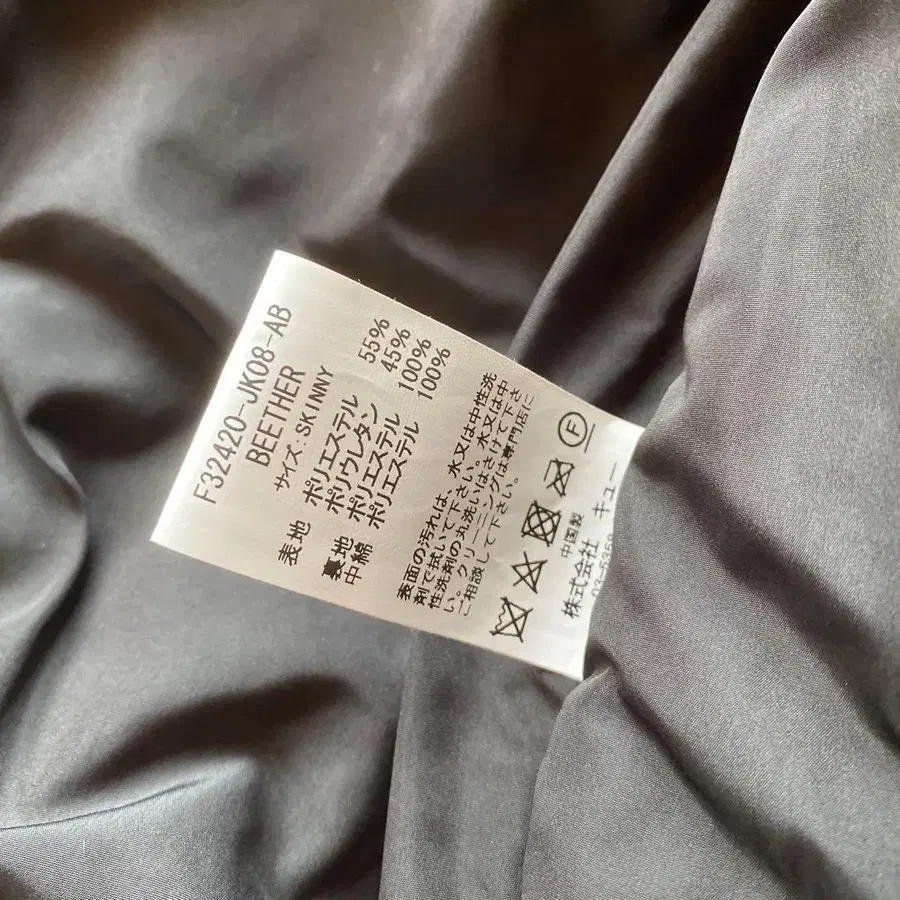 F32420-JK08-AB
BEETHER
サイズ:SKINNY
表地 ポリエステル 55%
ポリウレタン 45%
裏地 ポリエステル 100%
中綿 ポリエステル 100%
表面の汚れは、水又は中性洗
剤で拭いて下さい。水又は中
性洗剤の丸洗いはさけて下さ
い。クリーニングは専門店に
ご相談して下さい。
F
中国製
株式会社 キュー